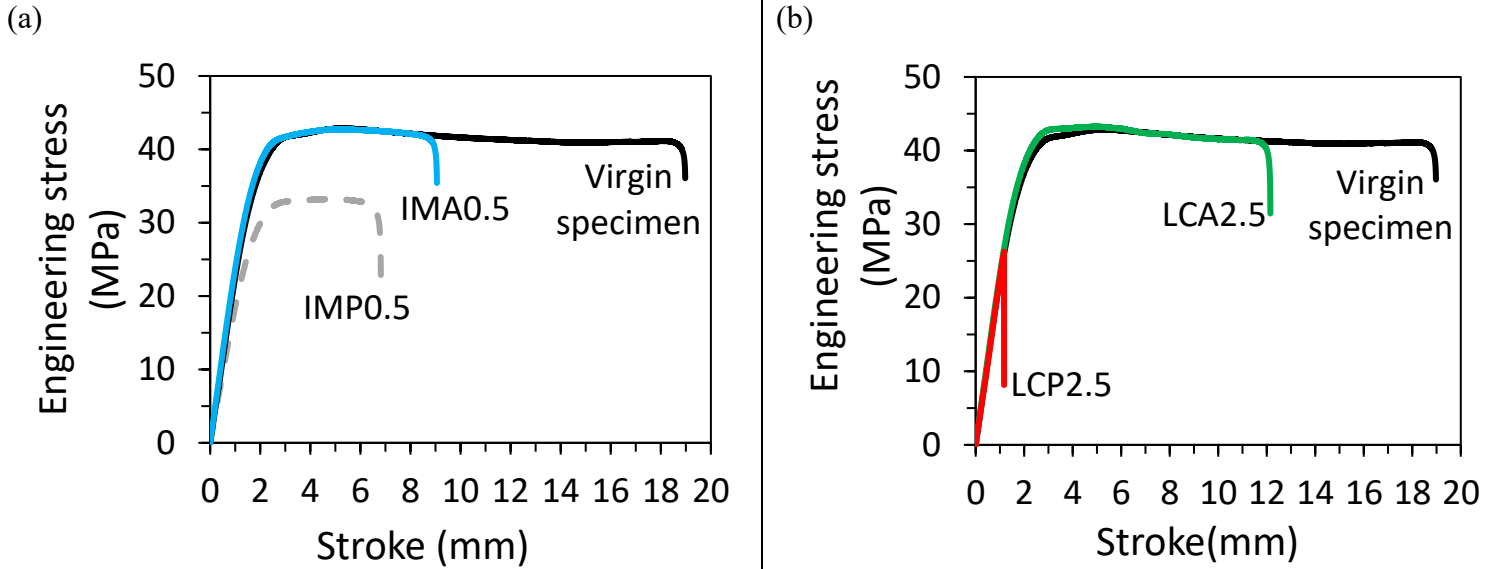 (a)
Engineering stress
(MPa)
50
40
30
20
10
0
Virgin
specimen
IMA0.5
IMP0.5
0 2 4 6 8 10 12 14 16 18 20
Stroke (mm)
(b)
Engineering stress
(MPa)
50
40
30
20
10
0
Virgin
specimen
LCA2.5
LCP2.5
0 2 4 6 8 10 12 14 16 18 20
Stroke(mm)